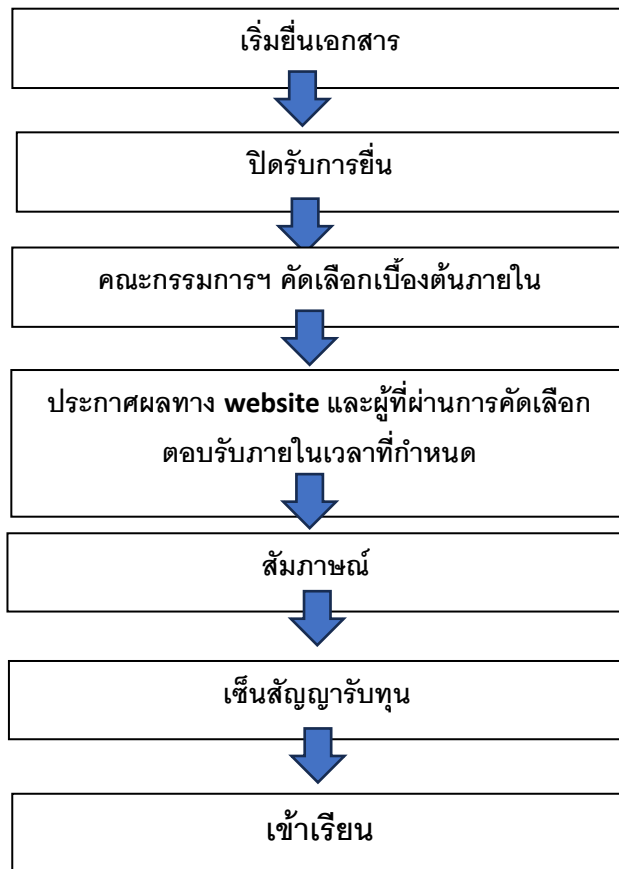 เริ่มยื่นเอกสาร
ปิดรับการยื่น
คณะกรรมการฯ คัดเลือกเบื้องต้นภายใน
ประกาศผลทาง website และผู้ที่ผ่านการคัดเลือก
ตอบรับภายในเวลาที่กำหนด
สัมภาษณ์
เซ็นสัญญารับทุน
เข้าเรียน